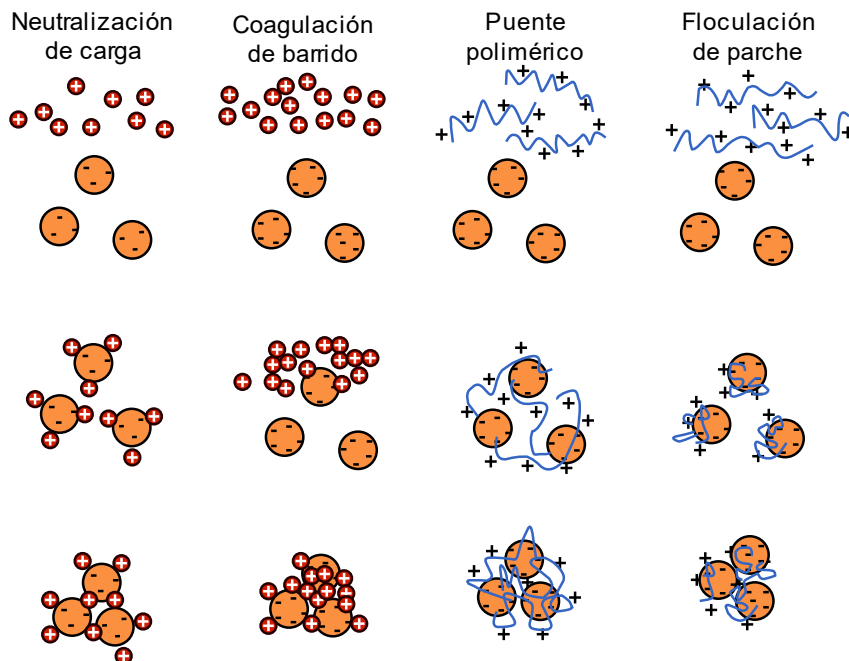 Neutralización
de carga
Coagulación
de barrido
Puente
polimérico
Floculación
de parche